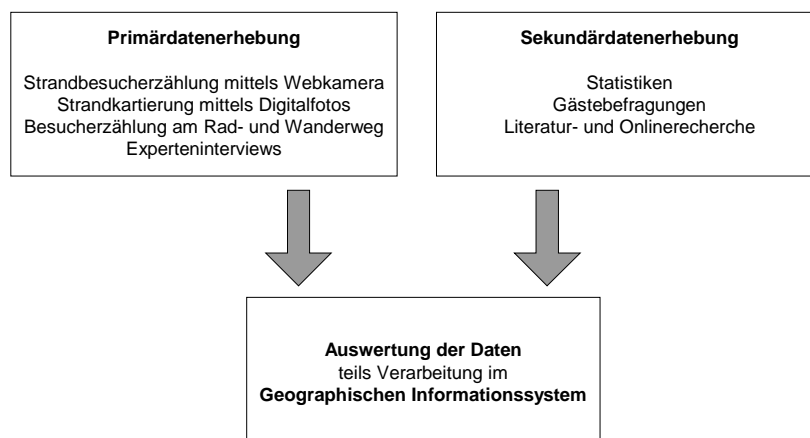 Primärdatenerhebung
Strandbesucherzählung mittels Webkamera
Strandkartierung mittels Digitalfotos
Besucherzählung am Rad- und Wanderweg
Experteninterviews
Sekundärdatenerhebung
Statistiken
Gästebefragungen
Literatur- und Onlinerecherche
Auswertung der Daten
teils Verarbeitung im
Geographischen Informationssystem